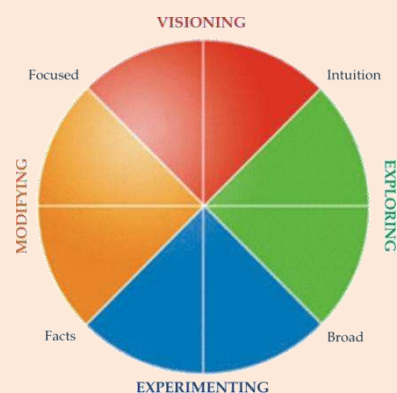 VISIONING
Focused
Intuition
MODIFYING
EXPLORING
Facts
Broad
EXPERIMENTING